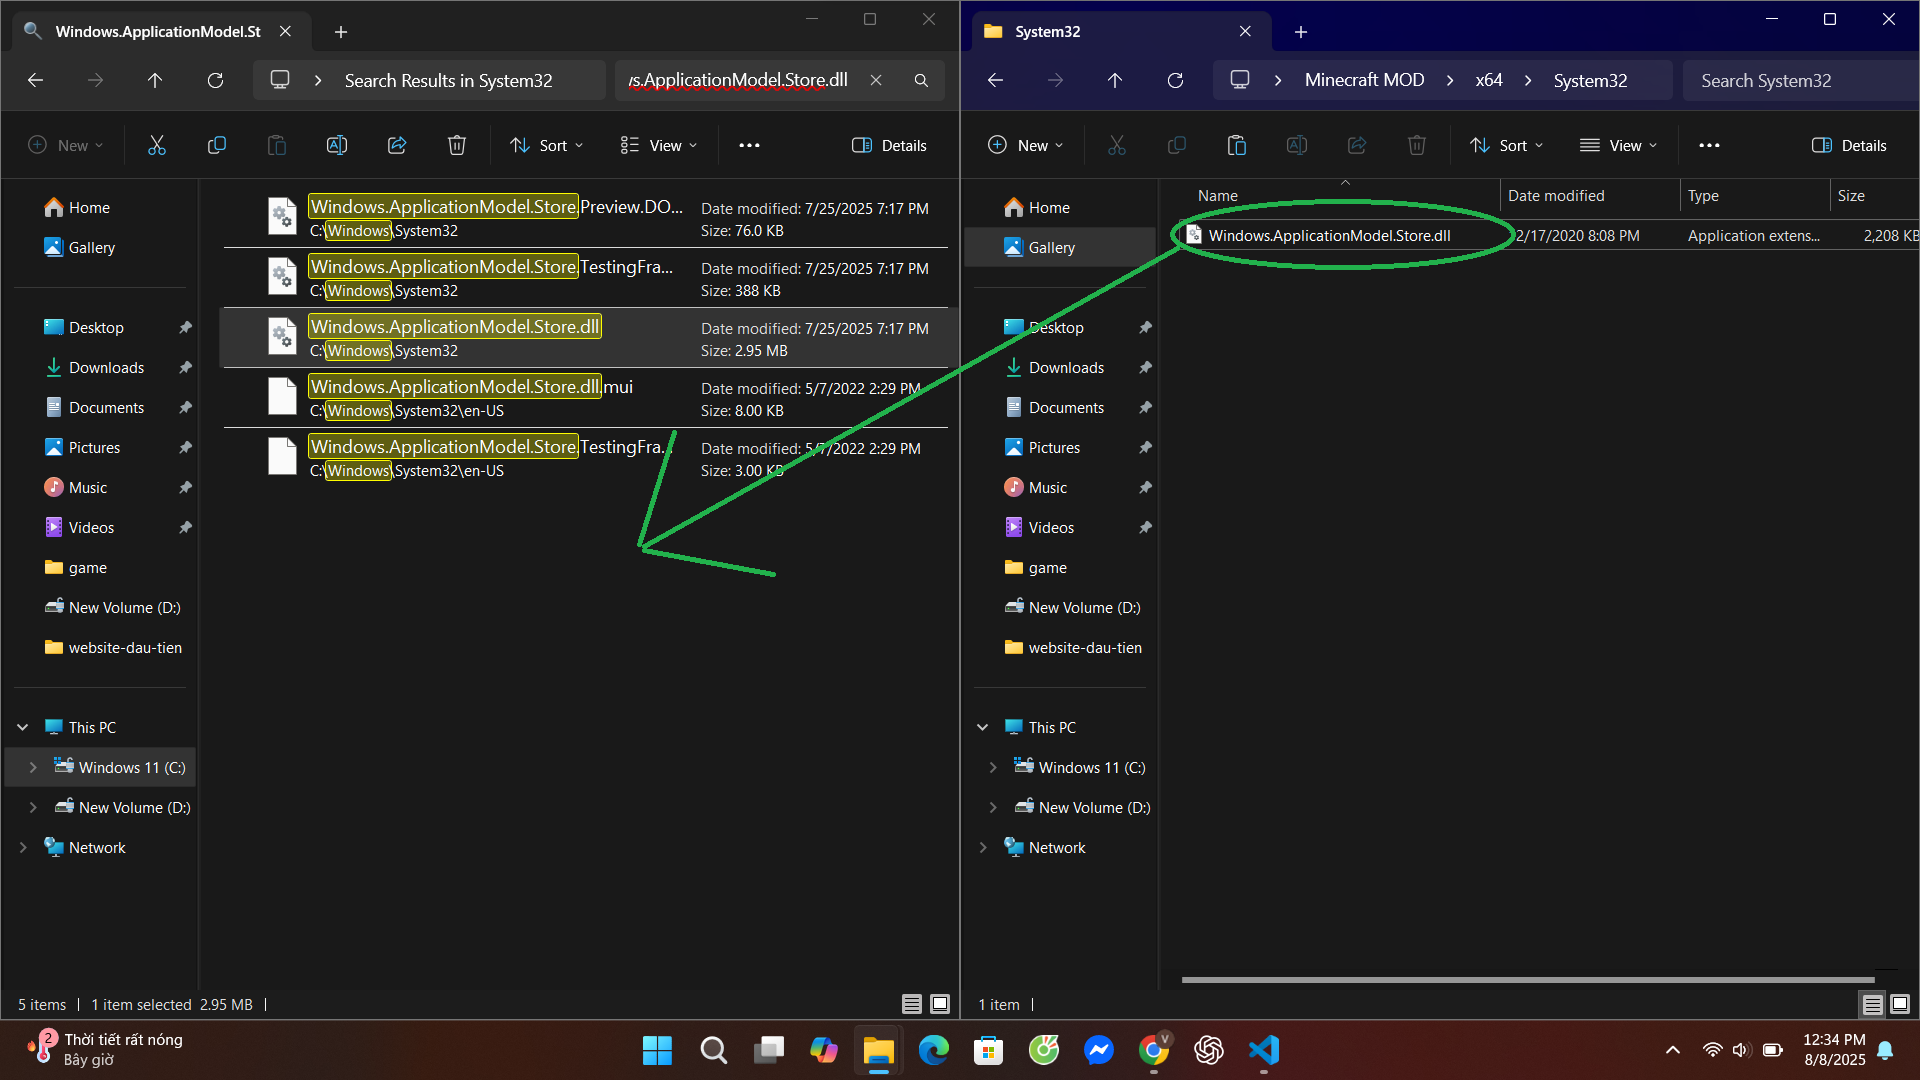 Windows.ApplicationModel.St
Search Results in System32
s.ApplicationModel.Store.dll
New
Sort
View
Details
Home
Gallery
Desktop
Downloads
Documents
Pictures
Music
Videos
game
New Volume (D:)
website-dau-tien
This PC
Windows 11 (C:)
New Volume (D:)
Network
Windows.ApplicationModel.Store.Preview.DO...
Date modified: 7/25/2025 7:17 PM
C:\Windows\System32
Size: 76.0 KB
Windows.ApplicationModel.Store.TestingFra...
Date modified: 7/25/2025 7:17 PM
C:\Windows\System32
Size: 388 KB
Windows.ApplicationModel.Store.dll
Date modified: 7/25/2025 7:17 PM
C:\Windows\System32
Size: 2.95 MB
Windows.ApplicationModel.Store.dll.mui
Date modified: 5/7/2022 2:29 PM
C:\Windows\System32\en-US
Size: 8.00 KB
Windows.ApplicationModel.Store.TestingFra...
Date modified: 5/7/2022 2:29 PM
C:\Windows\System32\en-US
Size: 3.00 KB
5 items
1 item selected 2.95 MB
System32
Minecraft MOD
x64
System32
Search System32
New
Sort
View
Details
Home
Gallery
Desktop
Downloads
Documents
Pictures
Music
Videos
game
New Volume (D:)
website-dau-tien
This PC
Windows 11 (C:)
New Volume (D:)
Network
Name
Date modified
Type
Size
Windows.ApplicationModel.Store.dll
2/17/2020 8:08 PM
Application extens...
2,208 KB
1 item
2
Thời tiết rất nóng
Bây giờ
V
12:34 PM
8/8/2025